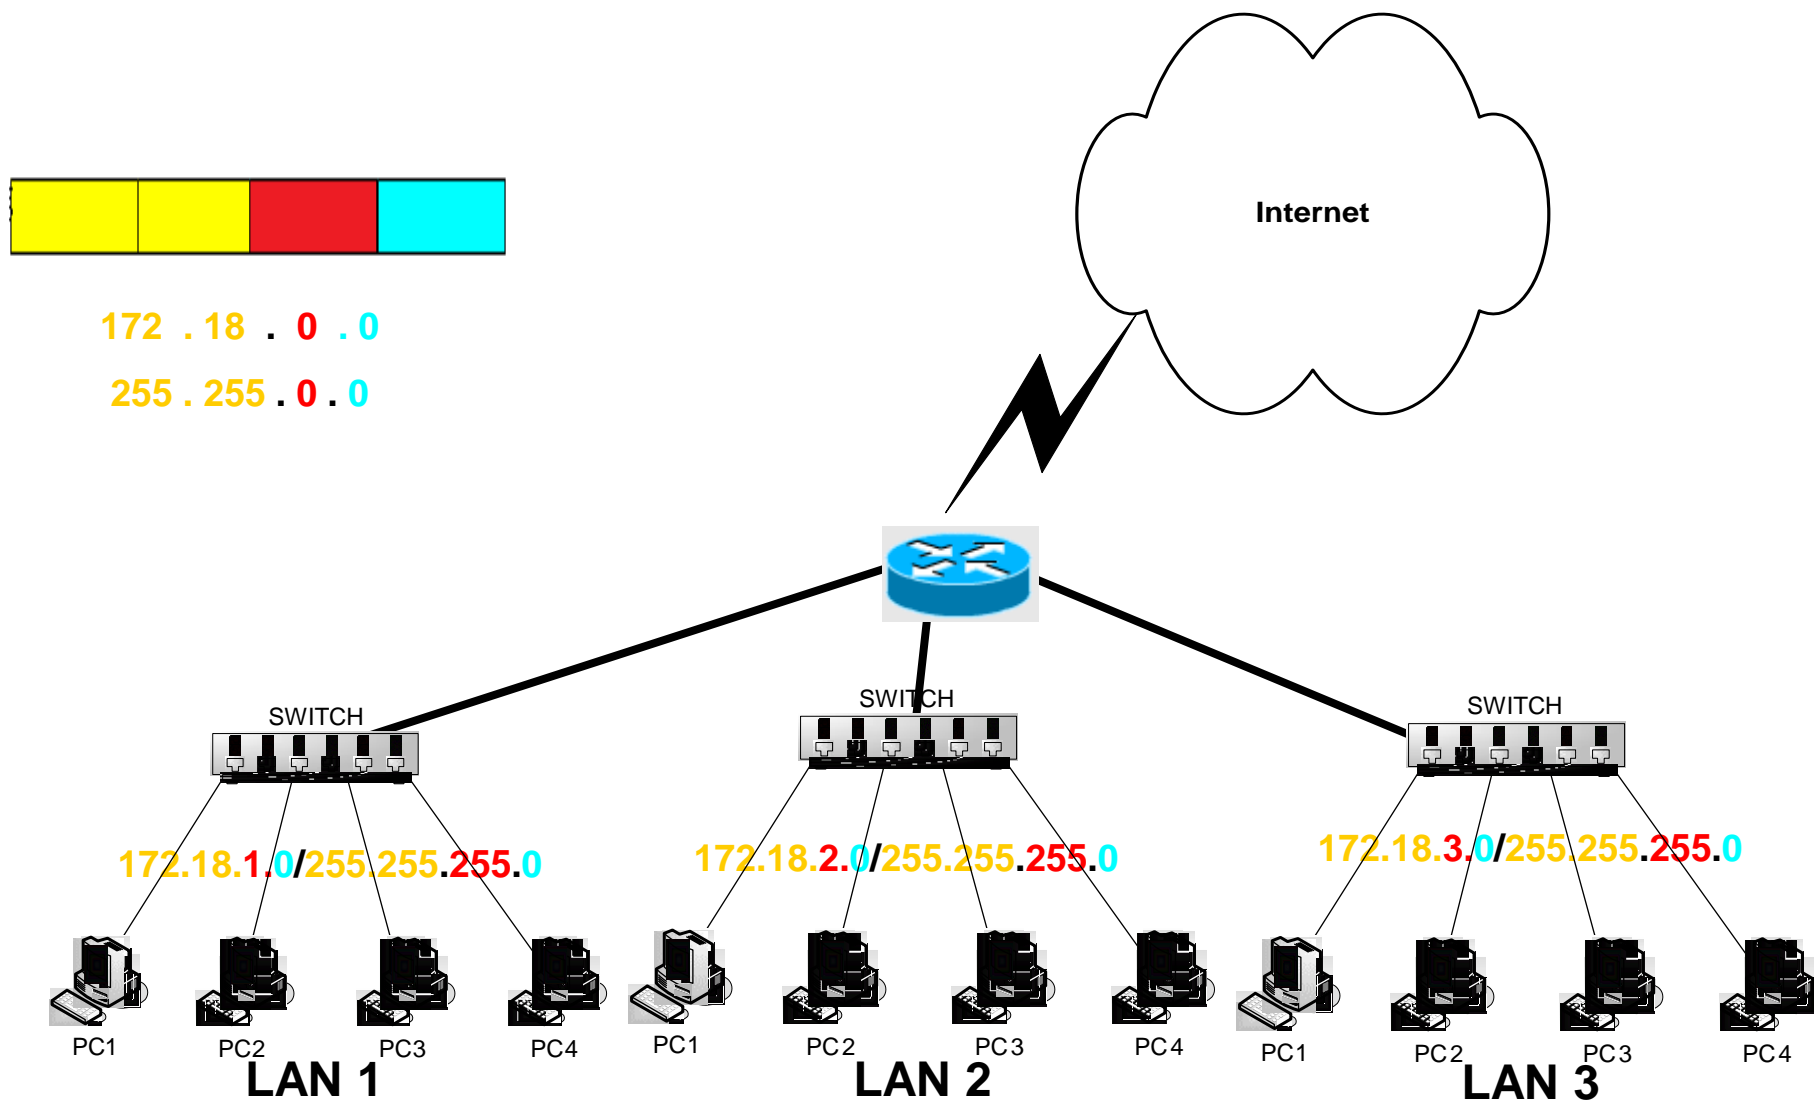 Internet
172 . 18 . 0 . 0
255 . 255 . 0 . 0
SWITCH
SWITCH
SWITCH
172.18.1.0/255.255.255.0
172.18.2.0/255.255.255.0
172.18.3.0/255.255.255.0
PC1
PC2
PC3
PC4
PC1
PC2
PC3
PC4
PC1
PC2
PC3
PC4
LAN 1
LAN 2
LAN 3